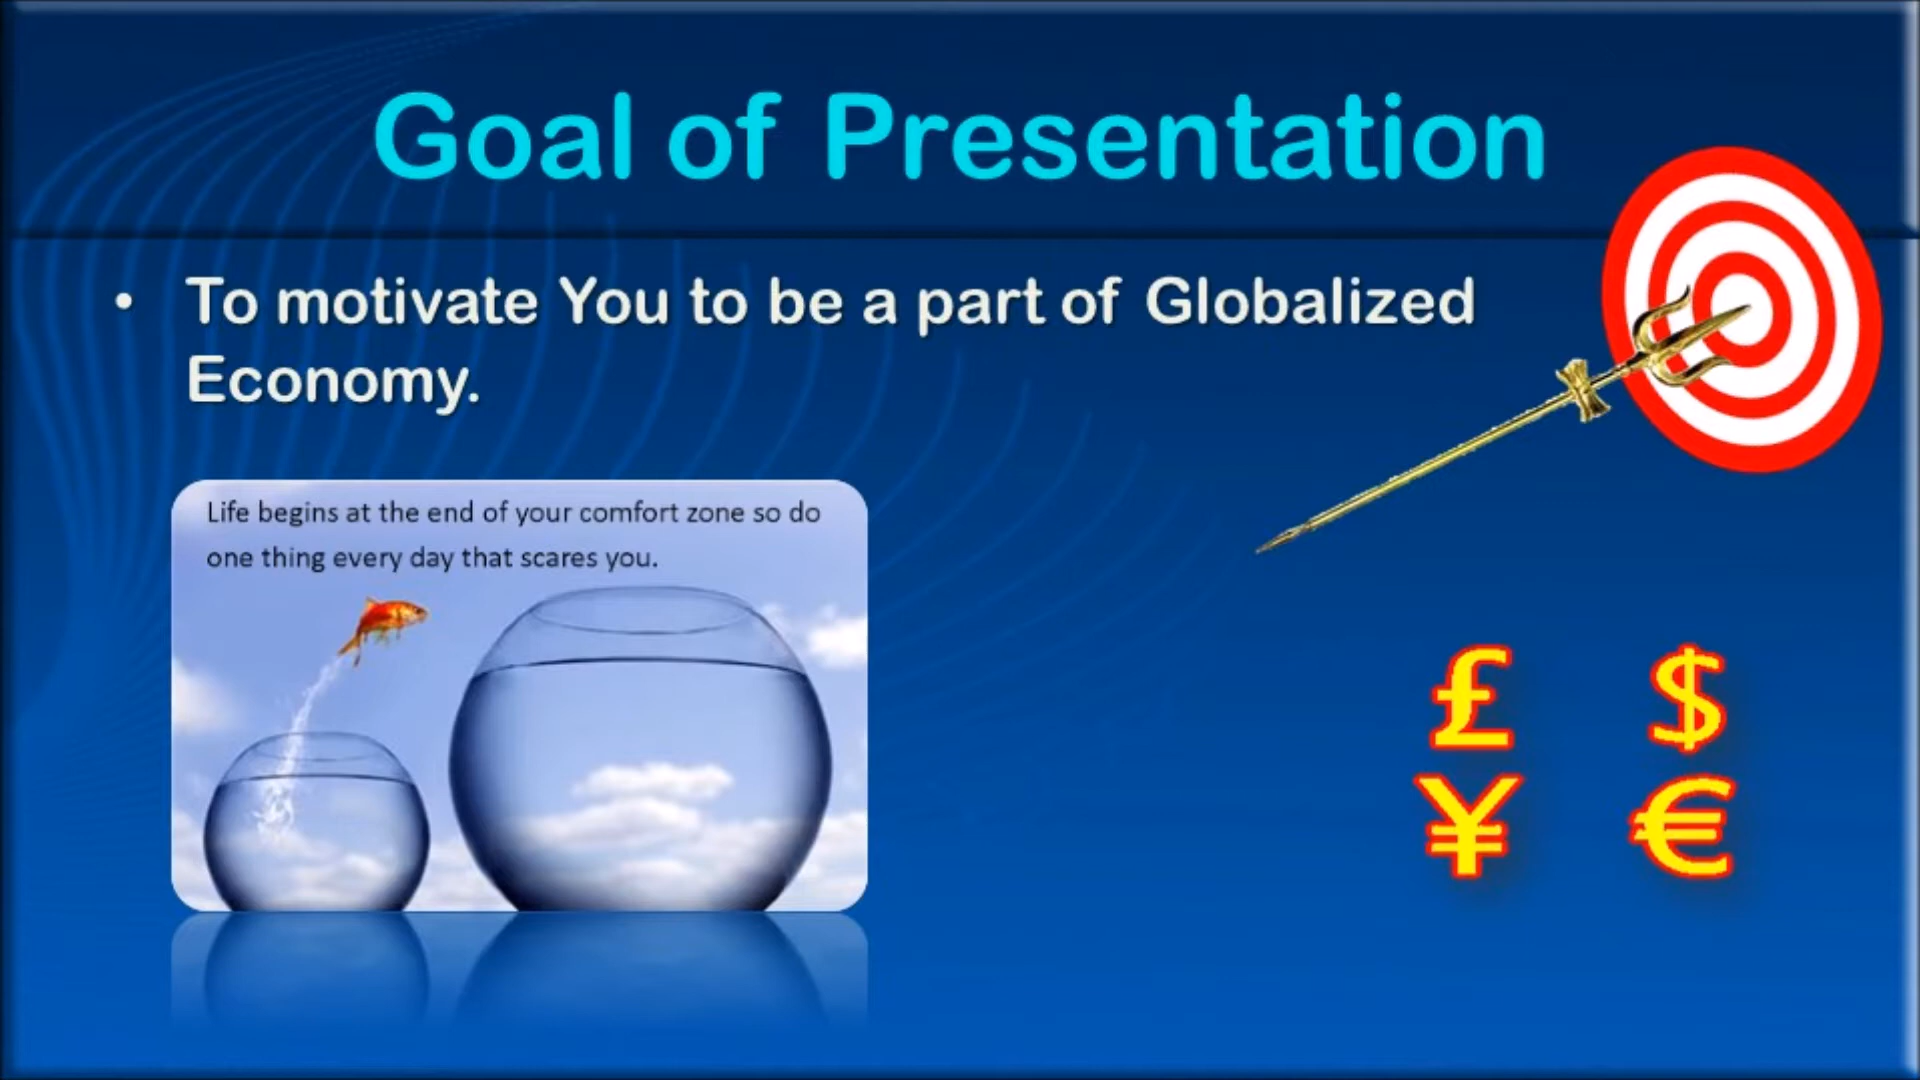 Goal of Presentation
• To motivate You to be a part of Globalized
Economy.
Life begins at the end of your comfort zone so do
one thing every day that scares you.
£ $
¥ €